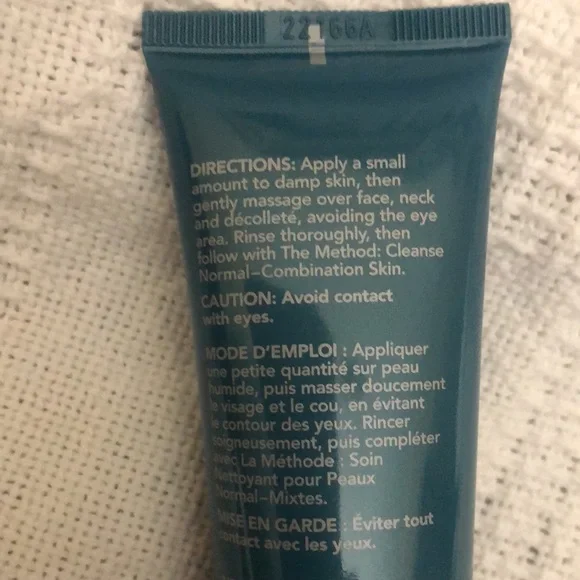 DIRECTIONS: Apply a small
amount to damp skin, then
gently massage over face, neck
and décolleté, avoiding the eye
area. Rinse thoroughly, then
follow with The Method: Cleanse
Normal–Combination Skin.
CAUTION: Avoid contact
with eyes.
MODE D'EMPLOI : Appliquer
une petite quantité sur peau
humide, puis masser doucement
le visage et le cou, en évitant
le contour des yeux. Rincer
soigneusement, puis compléter
avec La Méthode : Soin
Nettoyant pour Peaux
Normal–Mixtes.
MISE EN GARDE : Éviter tout
contact avec les yeux.